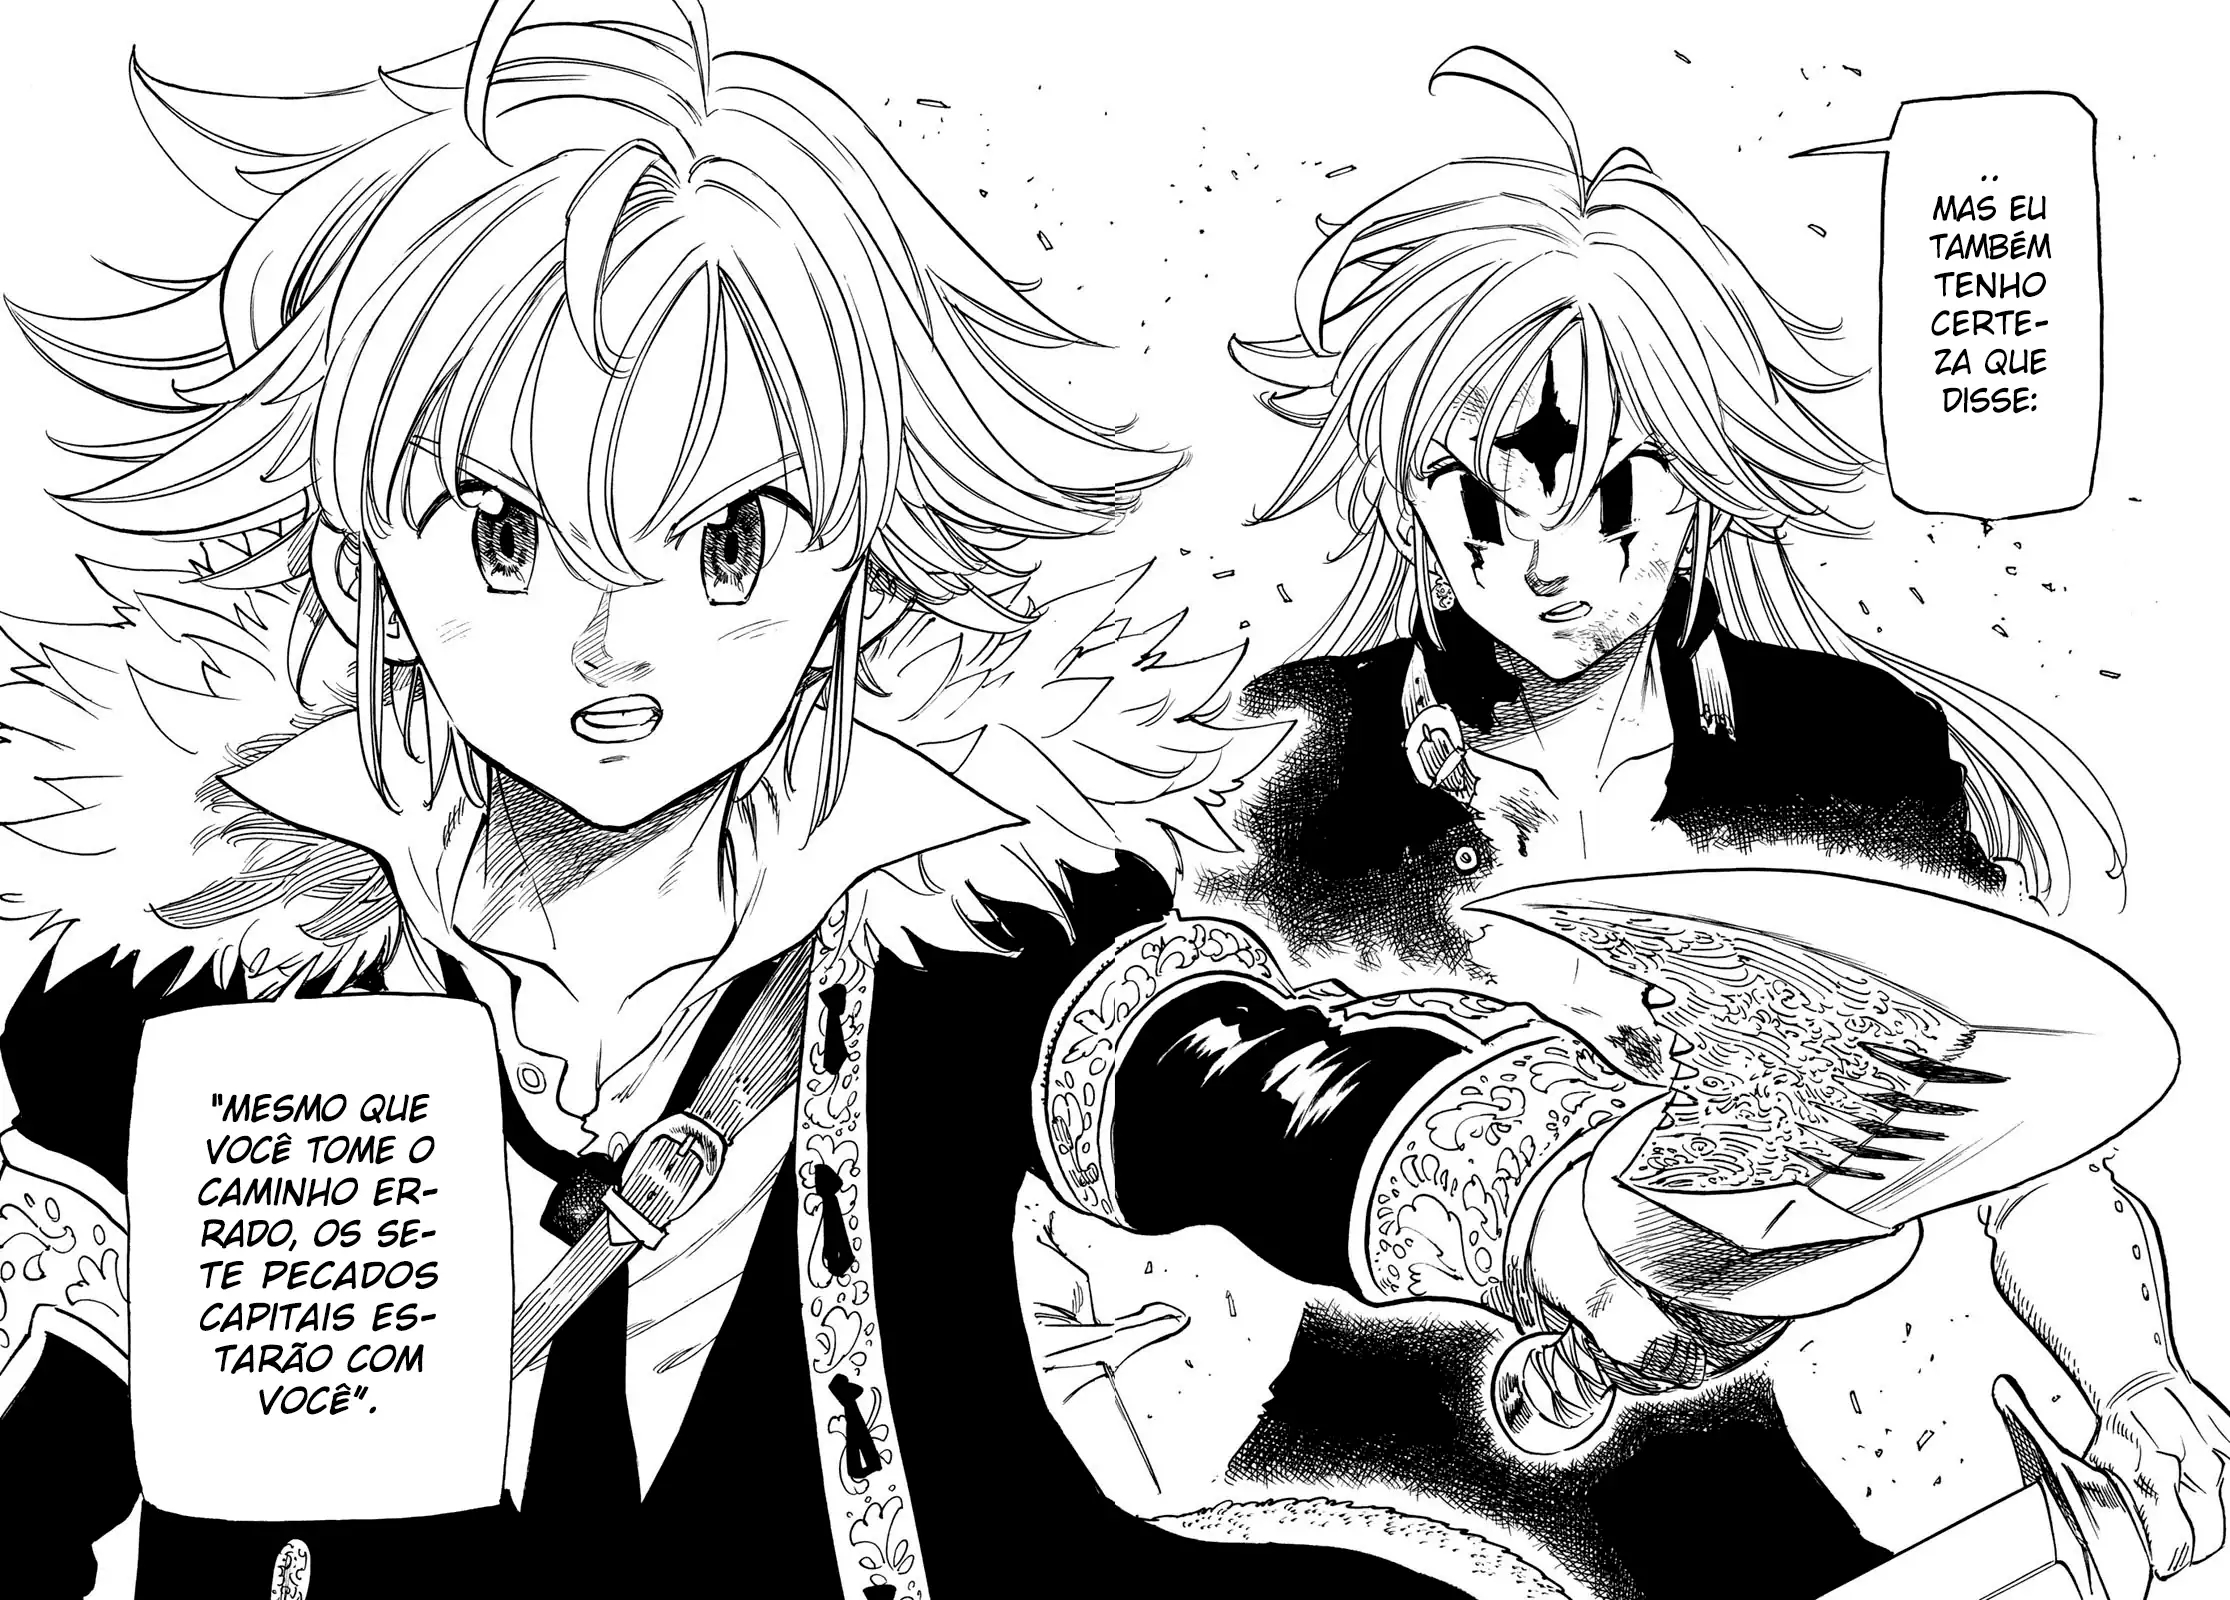 ..
MAS EU
TAMBÉM
TENHO
CERTE-
ZA QUE
DISSE:
"MESMO QUE
VOCÊ TOME O
CAMINHO ER-
RADO, OS SE-
TE PECADOS
CAPITAIS ES-
TARÃO COM
VOCÊ".